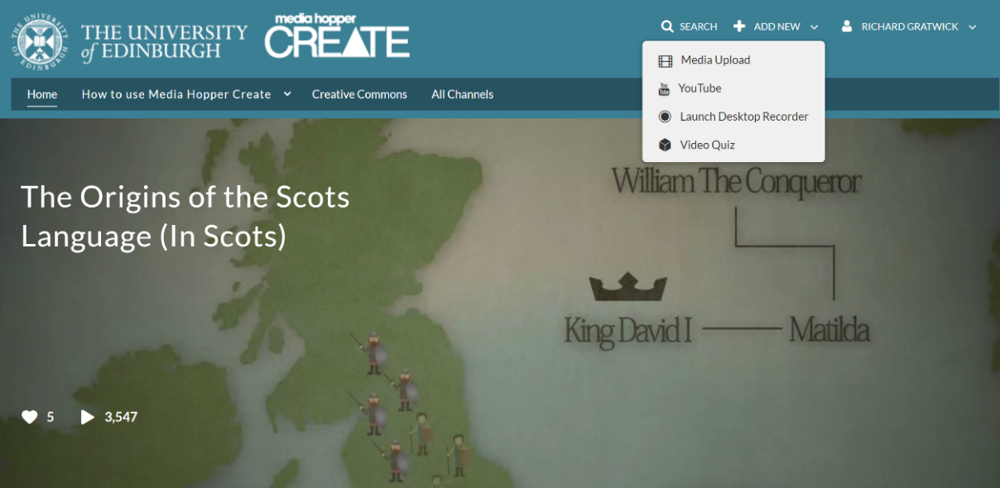 THE UNIVERSITY
of EDINBURGH
media hopper
CREATE
SEARCH
ADD NEW
RICHARD GRATWICK
Media Upload
YouTube
Launch Desktop Recorder
Video Quiz
Home
How to use Media Hopper Create
Creative Commons
All Channels
The Origins of the Scots
Language (In Scots)
William The Conqueror
King David I
Matilda
5
3,547